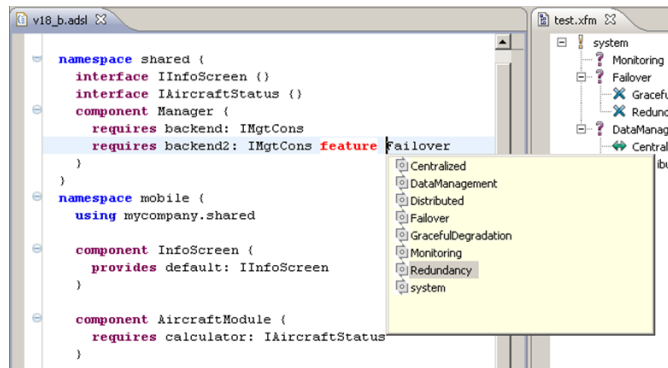 v18_b.adsl
namespace shared {
interface IInfoScreen {}
interface IAircraftStatus {}
component Manager {
requires backend: IMgtCons
requires backend2: IMgtCons feature Failover
}
}
namespace mobile {
using mycompany.shared
component InfoScreen {
provides default: IInfoScreen
}
component AircraftModule {
requires calculator: IAircraftStatus
}
Centralized
DataManagement
Distributed
Failover
GracefulDegradation
Monitoring
Redundancy
system
test.xfm
system
Monitoring
Failover